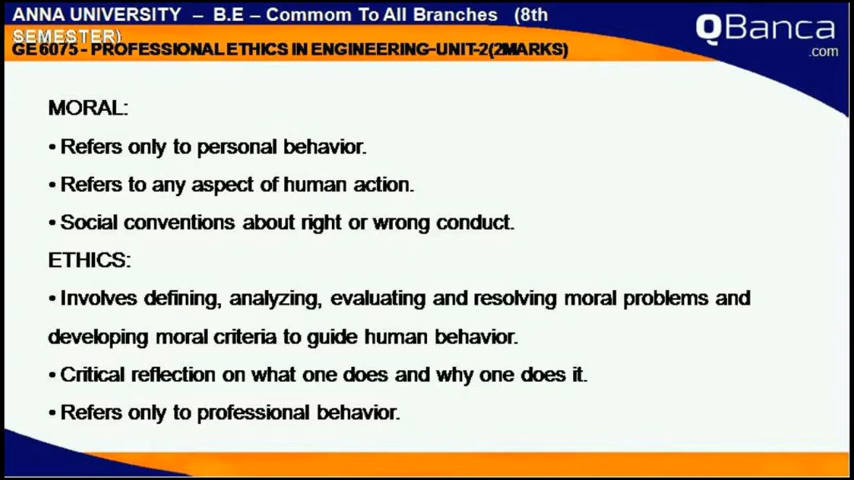 ANNA UNIVERSITY – B.E – Commom To All Branches (8th
SEMESTER)
GE 6075 - PROFESSIONAL ETHICS IN ENGINEERING-UNIT-2(2MARKS)
QBanca
.com
MORAL:
• Refers only to personal behavior.
• Refers to any aspect of human action.
• Social conventions about right or wrong conduct.
ETHICS:
• Involves defining, analyzing, evaluating and resolving moral problems and
developing moral criteria to guide human behavior.
• Critical reflection on what one does and why one does it.
• Refers only to professional behavior.